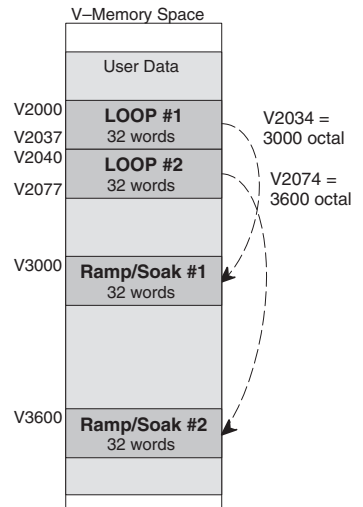 V–Memory Space
User Data
V2000
LOOP #1
V2037
32 words
V2034 =
3000 octal
V2040
LOOP #2
V2077
32 words
V2074 =
3600 octal
V3000
Ramp/Soak #1
32 words
V3600
Ramp/Soak #2
32 words